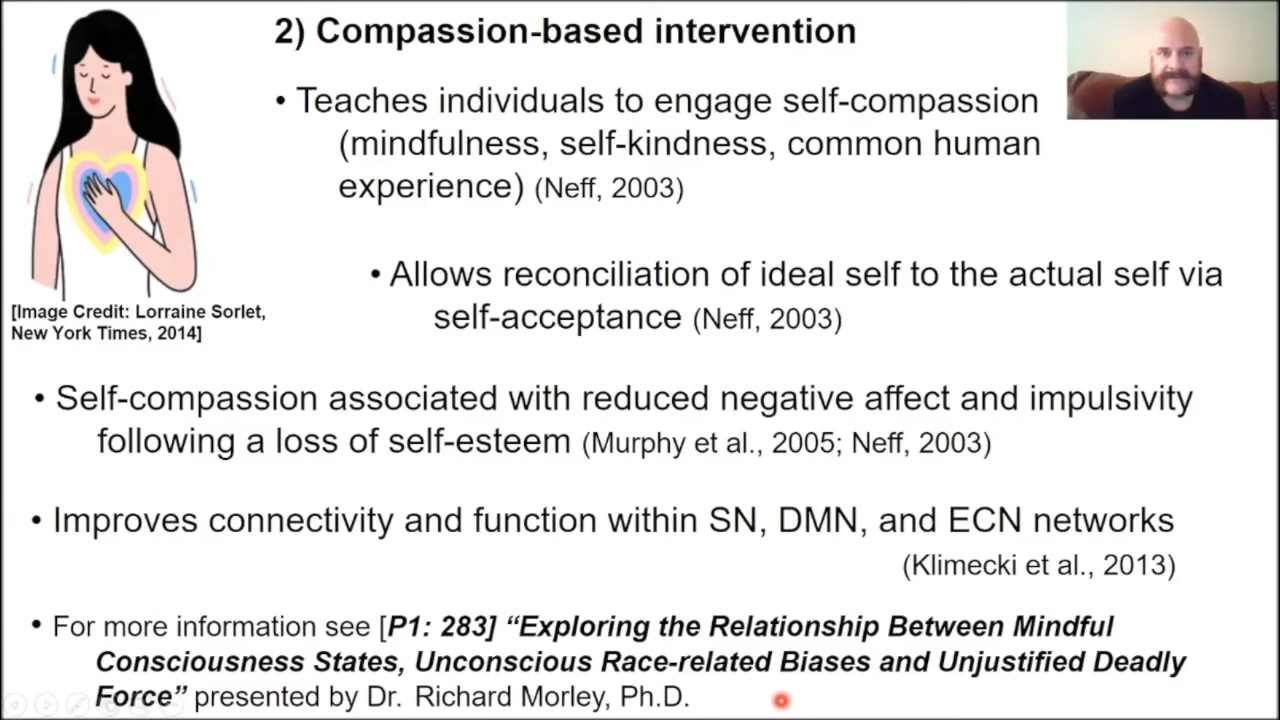 2) Compassion-based intervention
• Teaches individuals to engage self-compassion
(mindfulness, self-kindness, common human
experience) (Neff, 2003)
• Allows reconciliation of ideal self to the actual self via
self-acceptance (Neff, 2003)
[Image Credit: Lorraine Sorlet,
New York Times, 2014]
• Self-compassion associated with reduced negative affect and impulsivity
following a loss of self-esteem (Murphy et al., 2005; Neff, 2003)
• Improves connectivity and function within SN, DMN, and ECN networks
(Klimecki et al., 2013)
• For more information see [P1: 283] “Exploring the Relationship Between Mindful
Consciousness States, Unconscious Race-related Biases and Unjustified Deadly
Force” presented by Dr. Richard Morley, Ph.D.